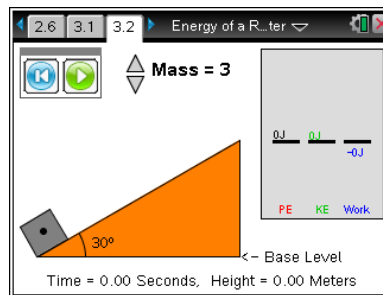 2.6 3.1 3.2 Energy of a R...ter
Mass = 3
0J 0J -0J
PE KE Work
30º
<- Base Level
Time = 0.00 Seconds, Height = 0.00 Meters